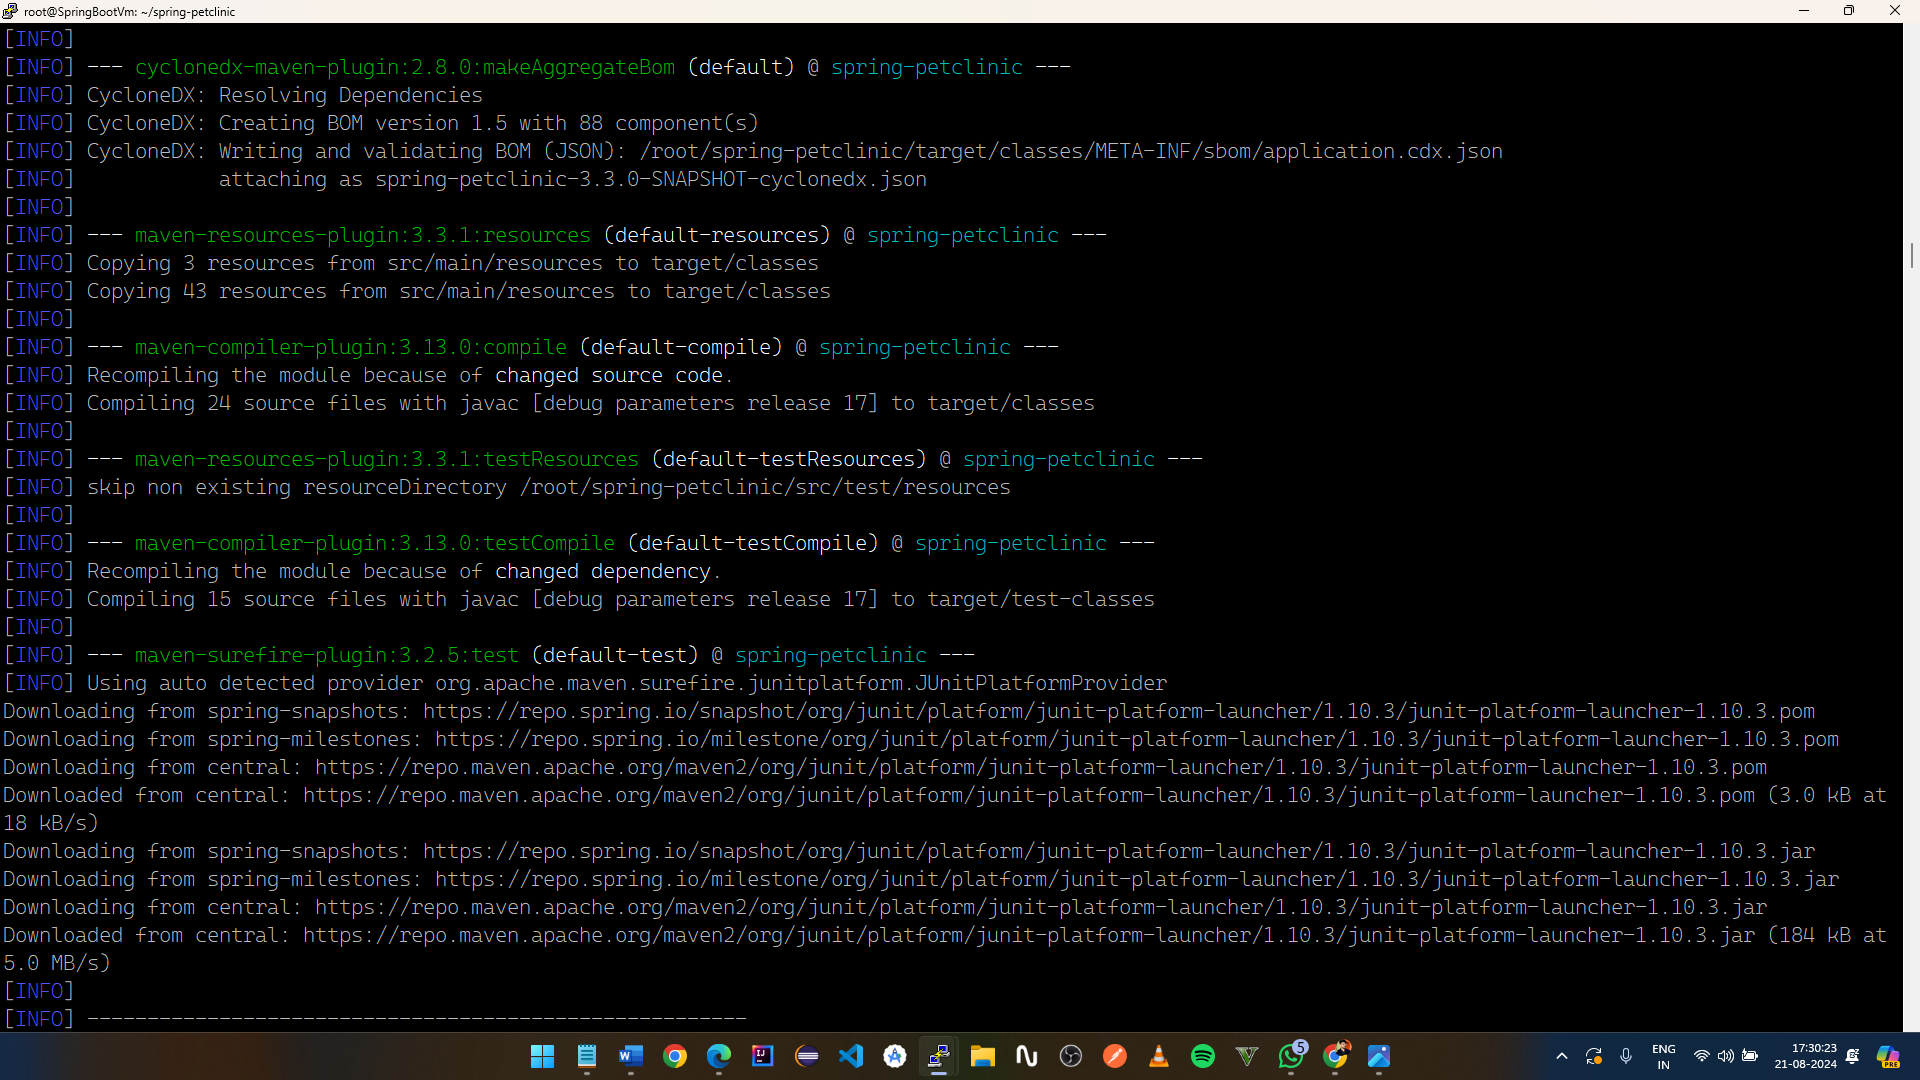 root@SpringBootVm: ~/spring-petclinic
[INFO]
[INFO] --- cyclonedx-maven-plugin:2.8.0:makeAggregateBom (default) @ spring-petclinic ---
[INFO] CycloneDX: Resolving Dependencies
[INFO] CycloneDX: Creating BOM version 1.5 with 88 component(s)
[INFO] CycloneDX: Writing and validating BOM (JSON): /root/spring-petclinic/target/classes/META-INF/sbom/application.cdx.json
[INFO]            attaching as spring-petclinic-3.3.0-SNAPSHOT-cyclonedx.json
[INFO]
[INFO] --- maven-resources-plugin:3.3.1:resources (default-resources) @ spring-petclinic ---
[INFO] Copying 3 resources from src/main/resources to target/classes
[INFO] Copying 43 resources from src/main/resources to target/classes
[INFO]
[INFO] --- maven-compiler-plugin:3.13.0:compile (default-compile) @ spring-petclinic ---
[INFO] Recompiling the module because of changed source code.
[INFO] Compiling 24 source files with javac [debug parameters release 17] to target/classes
[INFO]
[INFO] --- maven-resources-plugin:3.3.1:testResources (default-testResources) @ spring-petclinic ---
[INFO] skip non existing resourceDirectory /root/spring-petclinic/src/test/resources
[INFO]
[INFO] --- maven-compiler-plugin:3.13.0:testCompile (default-testCompile) @ spring-petclinic ---
[INFO] Recompiling the module because of changed dependency.
[INFO] Compiling 15 source files with javac [debug parameters release 17] to target/test-classes
[INFO]
[INFO] --- maven-surefire-plugin:3.2.5:test (default-test) @ spring-petclinic ---
[INFO] Using auto detected provider org.apache.maven.surefire.junitplatform.JUnitPlatformProvider
Downloading from spring-snapshots: https://repo.spring.io/snapshot/org/junit/platform/junit-platform-launcher/1.10.3/junit-platform-launcher-1.10.3.pom
Downloading from spring-milestones: https://repo.spring.io/milestone/org/junit/platform/junit-platform-launcher/1.10.3/junit-platform-launcher-1.10.3.pom
Downloading from central: https://repo.maven.apache.org/maven2/org/junit/platform/junit-platform-launcher/1.10.3/junit-platform-launcher-1.10.3.pom
Downloaded from central: https://repo.maven.apache.org/maven2/org/junit/platform/junit-platform-launcher/1.10.3/junit-platform-launcher-1.10.3.pom (3.0 kB at
18 kB/s)
Downloading from spring-snapshots: https://repo.spring.io/snapshot/org/junit/platform/junit-platform-launcher/1.10.3/junit-platform-launcher-1.10.3.jar
Downloading from spring-milestones: https://repo.spring.io/milestone/org/junit/platform/junit-platform-launcher/1.10.3/junit-platform-launcher-1.10.3.jar
Downloading from central: https://repo.maven.apache.org/maven2/org/junit/platform/junit-platform-launcher/1.10.3/junit-platform-launcher-1.10.3.jar
Downloaded from central: https://repo.maven.apache.org/maven2/org/junit/platform/junit-platform-launcher/1.10.3/junit-platform-launcher-1.10.3.jar (184 kB at
5.0 MB/s)
[INFO]
[INFO] -------------------------------------------------------
5
ENG
IN
17:30:23
21-08-2024
PRE